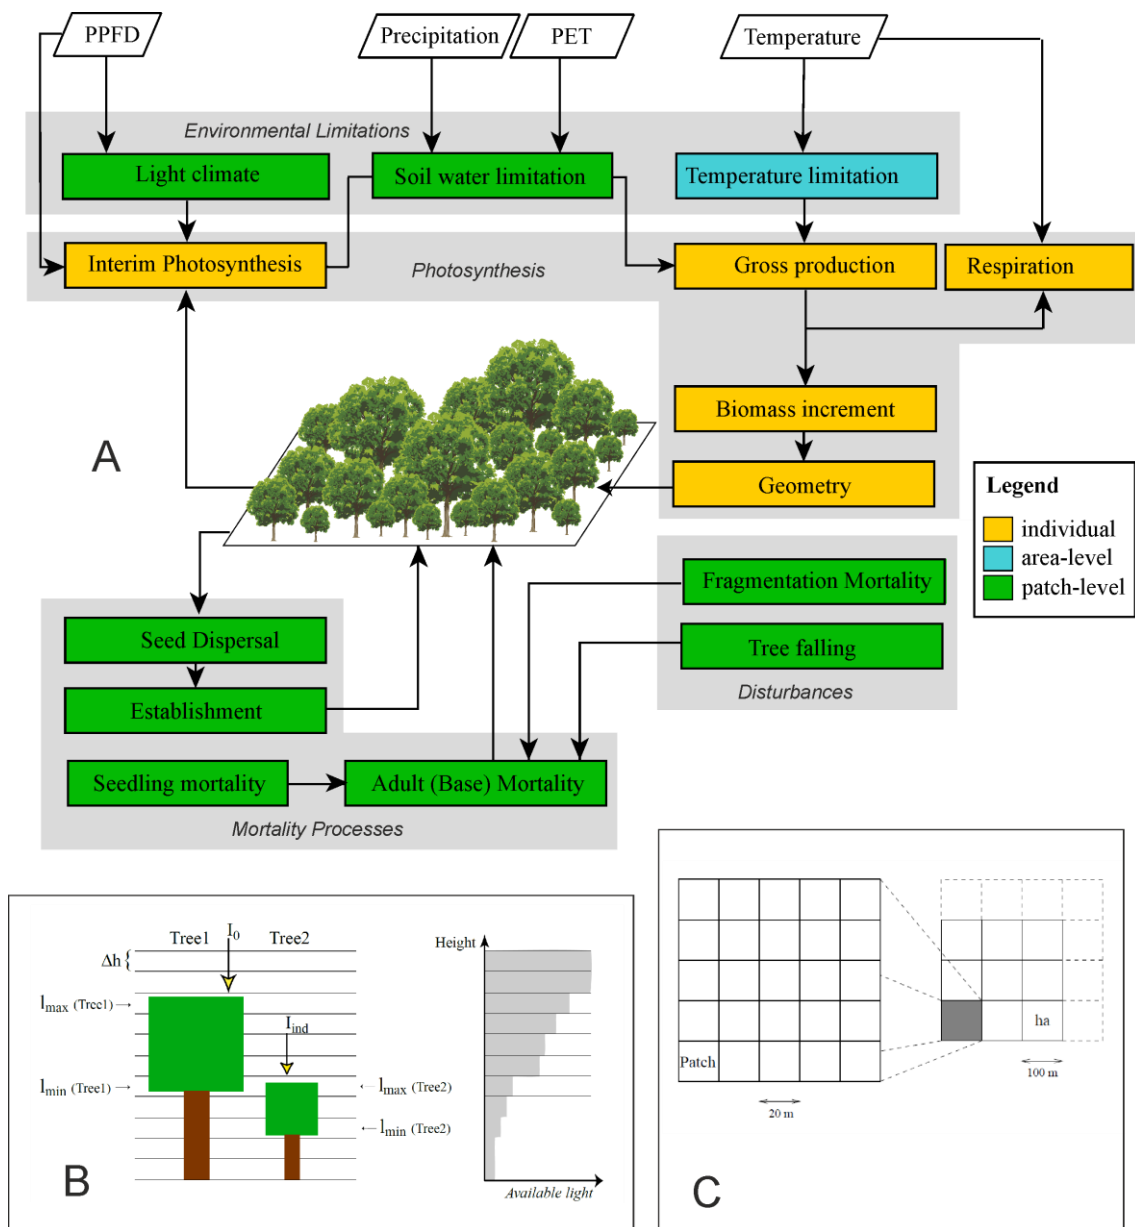 PPFD
Precipitation
PET
Temperature
Environmental Limitations
Light climate
Soil water limitation
Temperature limitation
Interim Photosynthesis
Photosynthesis
Gross production
Respiration
Biomass increment
A
Geometry
Legend
individual
area-level
patch-level
Fragmentation Mortality
Seed Dispersal
Tree falling
Establishment
Disturbances
Seedling mortality
Adult (Base) Mortality
Mortality Processes
Tree1
I0
Tree2
Δh {
lmax (Tree1)
Iind
lmin (Tree1)
lmax (Tree2)
lmin (Tree2)
B
Height
Available light
Patch
20 m
ha
100 m
C